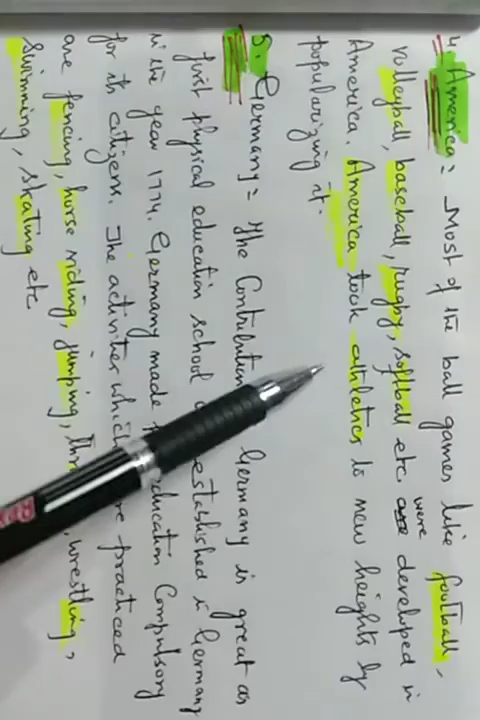 4. America = Most of the ball games like football,
volleyball, baseball, rugby, softball etc were developed in
America. America took athletics to new heights by
popularizing it.
5. Germany = The Contribution Germany is great as
first physical education school established in Germany
in the year 1774. Germany made education Compulsory
for its citizens. The activities which practiced
are fencing, horse riding, jumping, wrestling,
swimming, skating etc